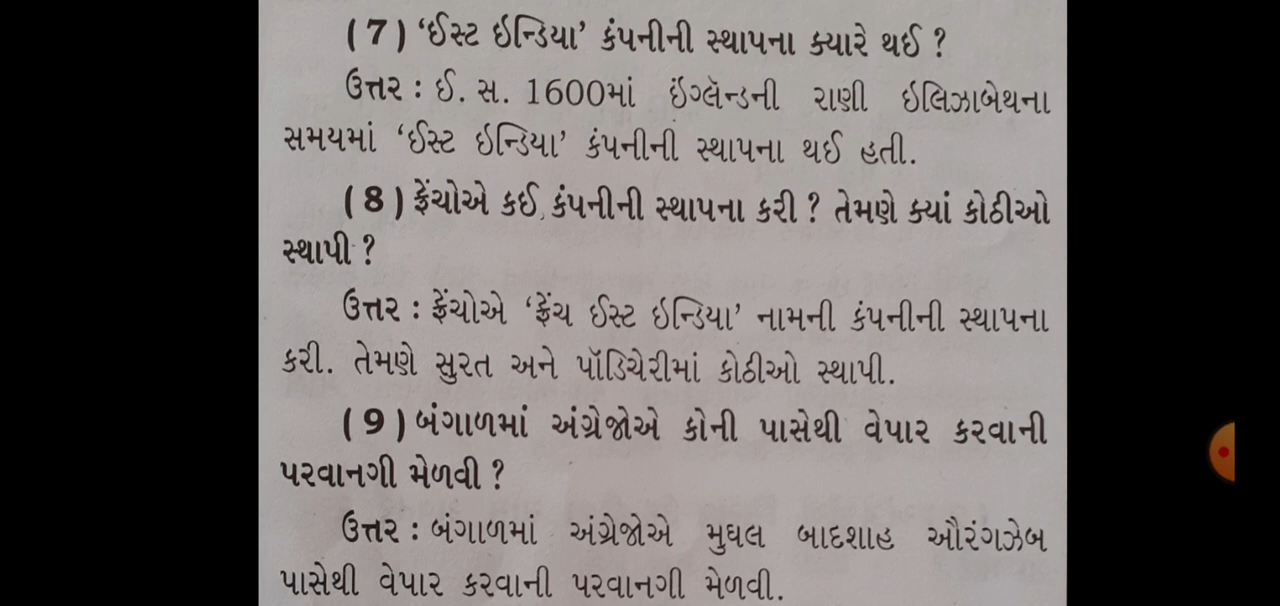 (7) ‘ઈસ્ટ ઇન્ડિયા’ કંપનીની સ્થાપના ક્યારે થઈ ?
ઉત્તર : ઈ. સ. 1600માં ઇંગ્લૅન્ડની રાણી ઇલિઝાબેથના
સમયમાં ‘ઈસ્ટ ઇન્ડિયા’ કંપનીની સ્થાપના થઈ હતી.
(8) ફ્રેંચોએ કઈ કંપનીની સ્થાપના કરી ? તેમણે ક્યાં કોઠીઓ
સ્થાપી ?
ઉત્તર : ફ્રેંચોએ ‘ફ્રેંચ ઈસ્ટ ઇન્ડિયા’ નામની કંપનીની સ્થાપના
કરી. તેમણે સુરત અને પૉંડિચેરીમાં કોઠીઓ સ્થાપી.
(9) બંગાળમાં અંગ્રેજોએ કોની પાસેથી વેપાર કરવાની
પરવાનગી મેળવી ?
ઉત્તર : બંગાળમાં અંગ્રેજોએ મુઘલ બાદશાહ ઔરંગઝેબ
પાસેથી વેપાર કરવાની પરવાનગી મેળવી.